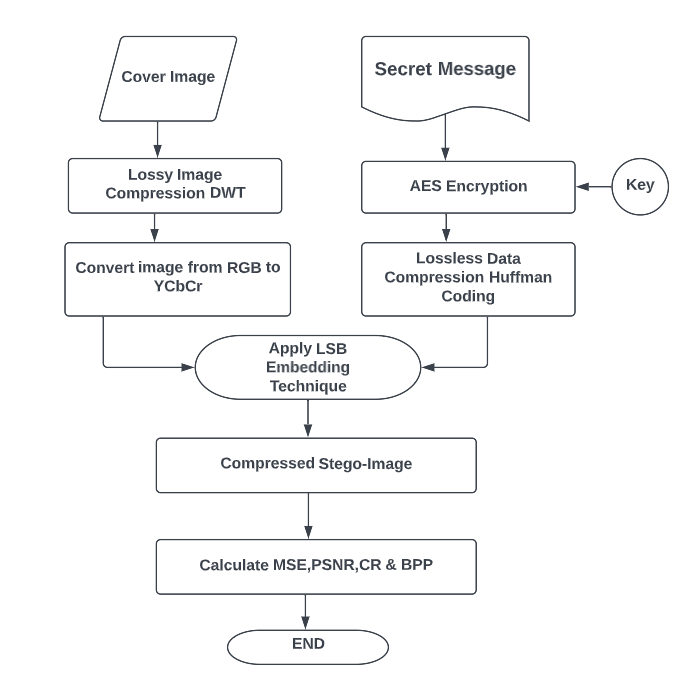 Cover Image
Secret Message
Lossy Image
Compression DWT
AES Encryption
Key
Convert image from RGB to
YCbCr
Lossless Data
Compression Huffman
Coding
Apply LSB
Embedding
Technique
Compressed Stego-Image
Calculate MSE,PSNR,CR & BPP
END